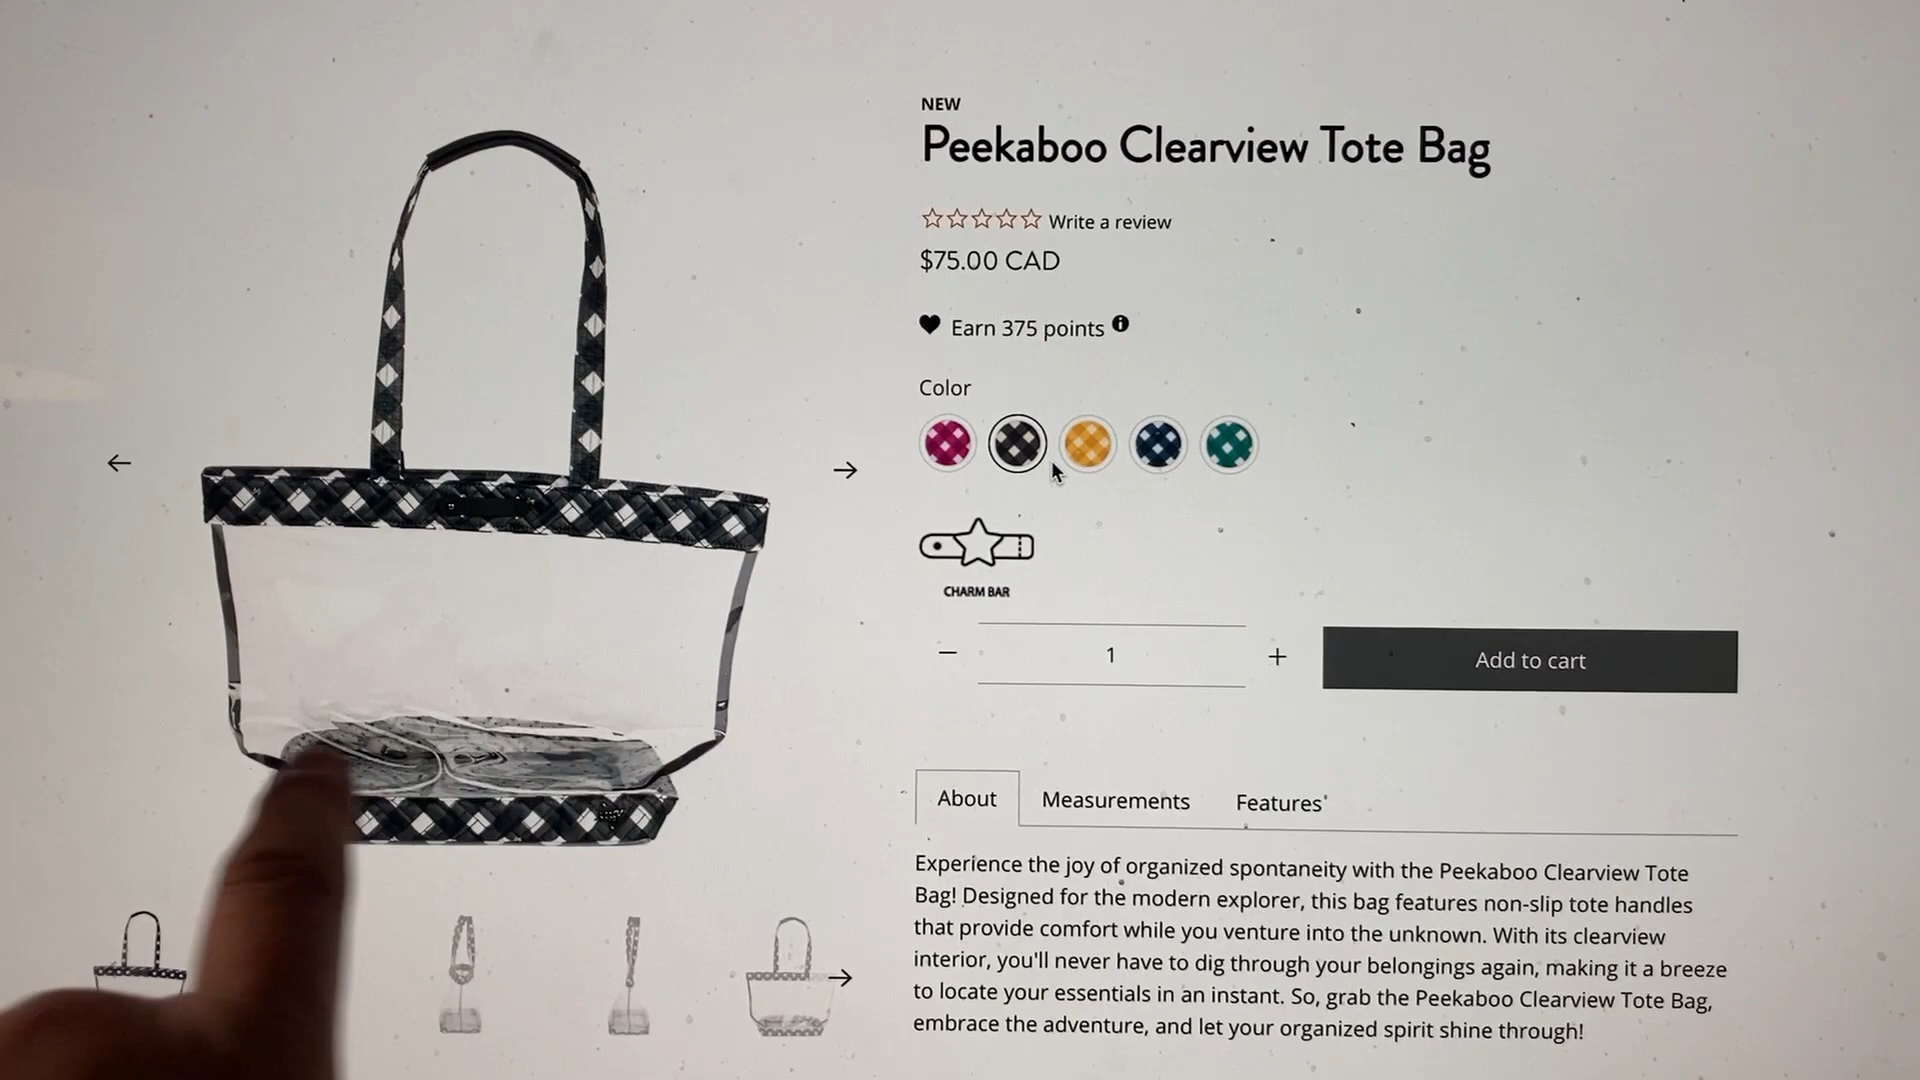 NEW
Peekaboo Clearview Tote Bag
Write a review
$75.00 CAD
Earn 375 points
Color
CHARM BAR
1
Add to cart
About Measurements Features
Experience the joy of organized spontaneity with the Peekaboo Clearview Tote
Bag! Designed for the modern explorer, this bag features non-slip tote handles
that provide comfort while you venture into the unknown. With its clearview
interior, you'll never have to dig through your belongings again, making it a breeze
to locate your essentials in an instant. So, grab the Peekaboo Clearview Tote Bag,
embrace the adventure, and let your organized spirit shine through!